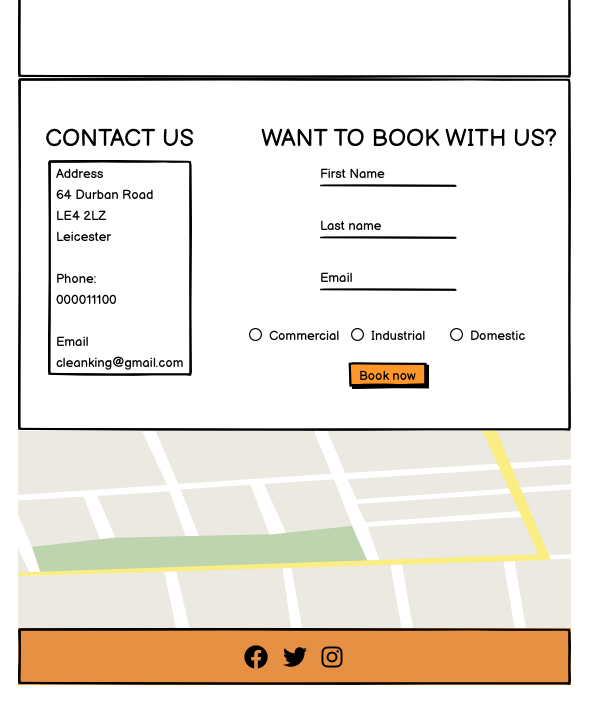 CONTACT US
Address
64 Durban Road
LE4 2LZ
Leicester
Phone:
000011100
Email
cleanking@gmail.com
WANT TO BOOK WITH US?
First Name
Last name
Email
Commercial
Industrial
Domestic
Book now